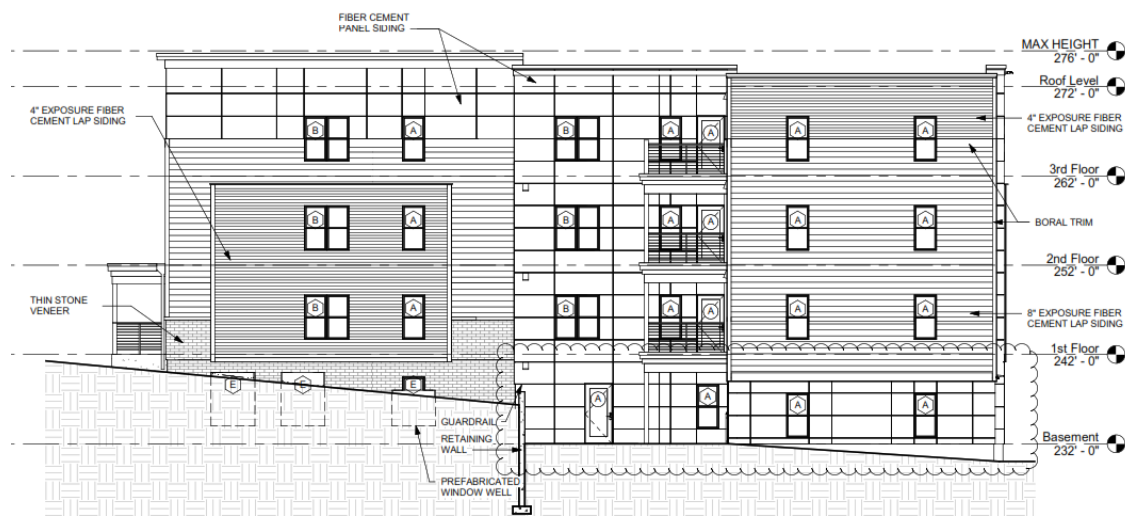 FIBER CEMENT
PANEL SIDING
MAX HEIGHT
276' - 0"
Roof Level
272' - 0"
4" EXPOSURE FIBER
CEMENT LAP SIDING
4" EXPOSURE FIBER
CEMENT LAP SIDING
B
A
B
A
A
A
A
3rd Floor
262' - 0"
B
A
B
A
A
A
A
BORAL TRIM
2nd Floor
252' - 0"
THIN STONE
VENEER
B
A
B
A
A
A
A
8" EXPOSURE FIBER
CEMENT LAP SIDING
1st Floor
242' - 0"
E
E
E
A
A
A
A
GUARDRAIL
RETAINING
WALL
Basement
232' - 0"
PREFABRICATED
WINDOW WELL